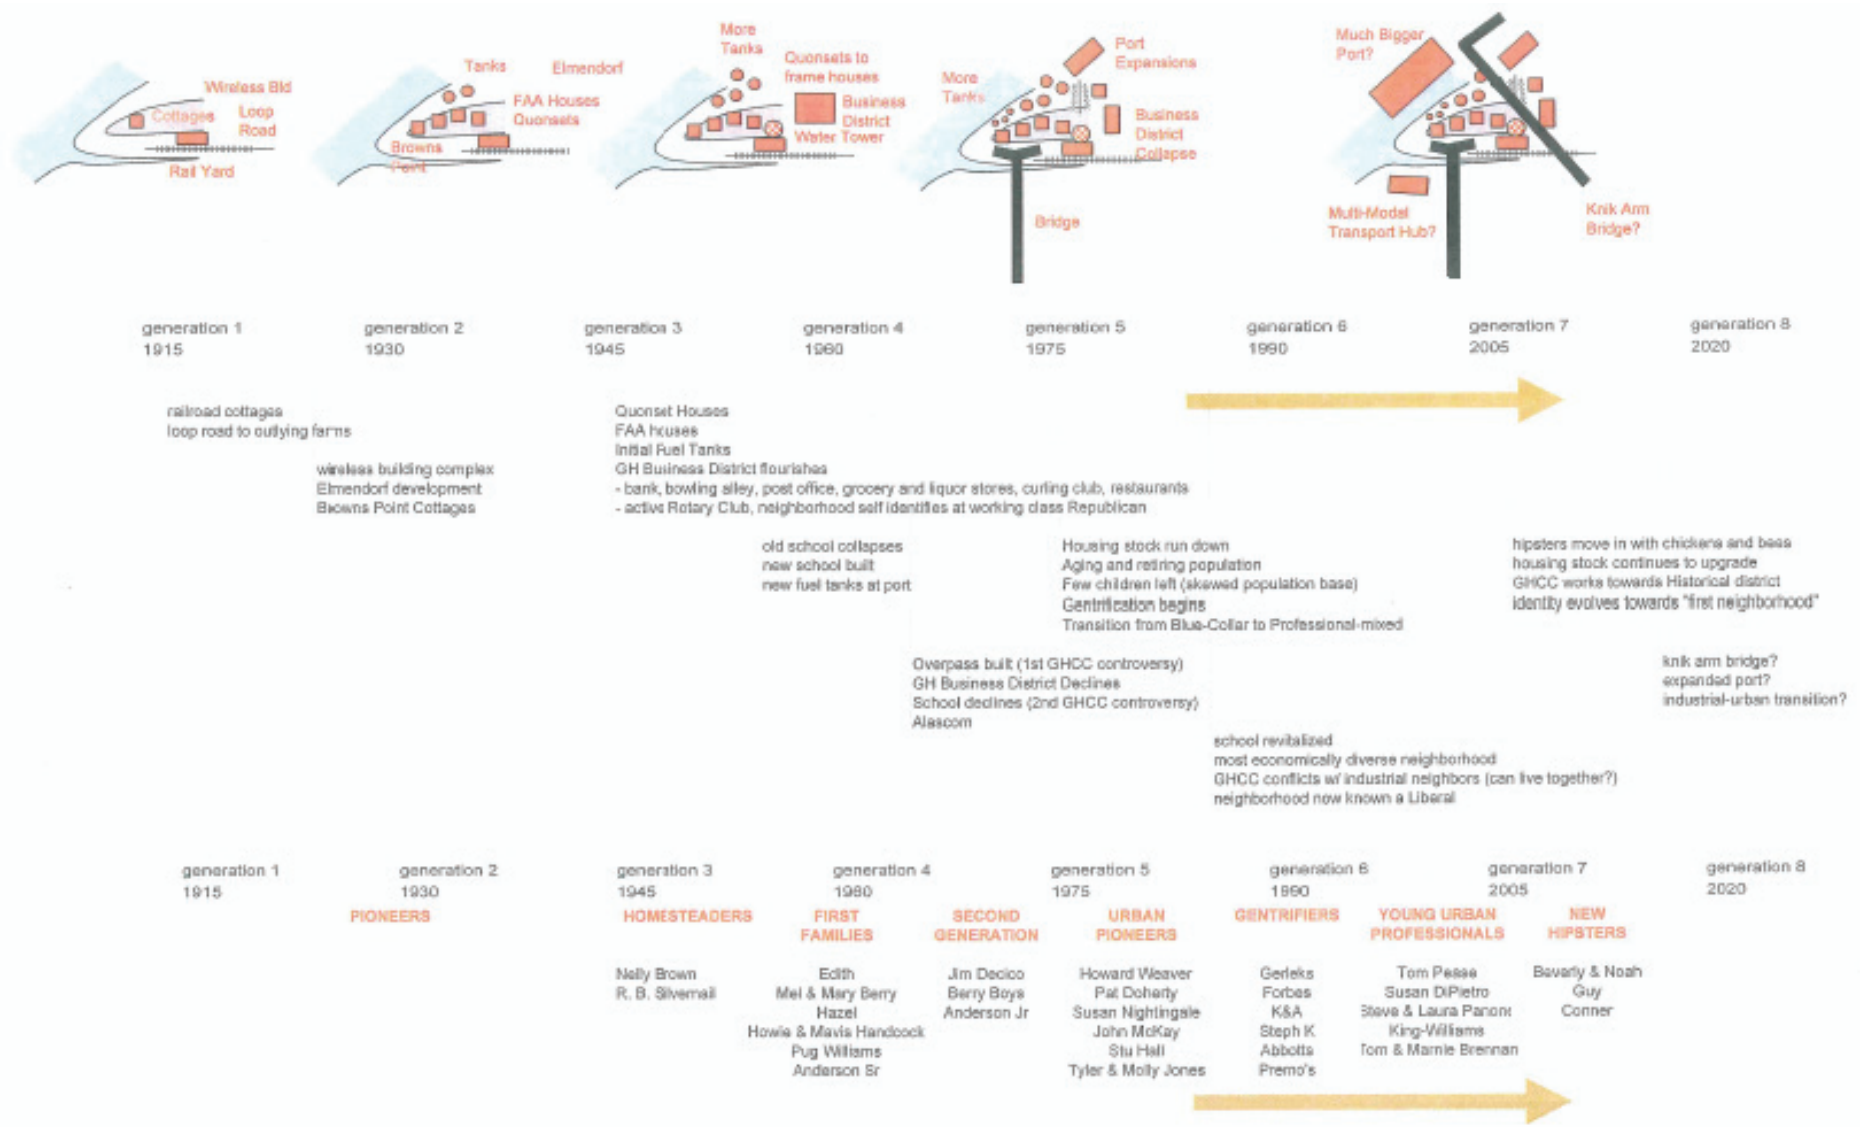 Wireless Bld
Cottages
Loop
Road
Rail Yard
Tanks
Elmendorf
FAA Houses
Quonsets
Browns
Point
More
Tanks
Quonsets to
frame houses
Business
District
Water Tower
More
Tanks
Port
Expansions
Business
District
Collapse
Bridge
Much Bigger
Port?
Multi-Modal
Transport Hub?
Knik Arm
Bridge?
generation 1
1915
generation 2
1930
generation 3
1945
generation 4
1960
generation 5
1975
generation 6
1990
generation 7
2005
generation 8
2020
railroad cottages
loop road to outlying farms
wireless building complex
Elmendorf development
Browns Point Cottages
Quonset Houses
FAA houses
Initial Fuel Tanks
GH Business District flourishes
- bank, bowling alley, post office, grocery and liquor stores, curling club, restaurants
- active Rotary Club, neighborhood self identifies at working class Republican
old school collapses
new school built
new fuel tanks at port
Housing stock run down
Aging and retiring population
Few children left (skewed population base)
Gentrification begins
Transition from Blue-Collar to Professional-mixed
hipsters move in with chickens and bees
housing stock continues to upgrade
GHCC works towards Historical district
identity evolves towards "first neighborhood"
Overpass built (1st GHCC controversy)
GH Business District Declines
School declines (2nd GHCC controversy)
Alascom
knik arm bridge?
expanded port?
industrial-urban transition?
school revitalized
most economically diverse neighborhood
GHCC conflicts w/ industrial neighbors (can live together?)
neighborhood now known a Liberal
generation 1
1915
generation 2
1930
generation 3
1945
generation 4
1960
generation 5
1975
generation 6
1990
generation 7
2005
generation 8
2020
PIONEERS
HOMESTEADERS
Nelly Brown
R. B. Silvernail
FIRST
FAMILIES
Edith
Mel & Mary Berry
Hazel
Howie & Mavis Handcock
Pug Williams
Anderson Sr
SECOND
GENERATION
Jim Decico
Berry Boys
Anderson Jr
URBAN
PIONEERS
Howard Weaver
Pat Doherty
Susan Nightingale
John McKay
Stu Hall
Tyler & Molly Jones
GENTRIFIERS
Gerleks
Forbes
K&A
Steph K
Abbotts
Premo's
YOUNG URBAN
PROFESSIONALS
Tom Pease
Susan DiPietro
Steve & Laura
King-Williams
Tom & Marnie Brennan
NEW
HIPSTERS
Beverly & Noah
Guy
Conner